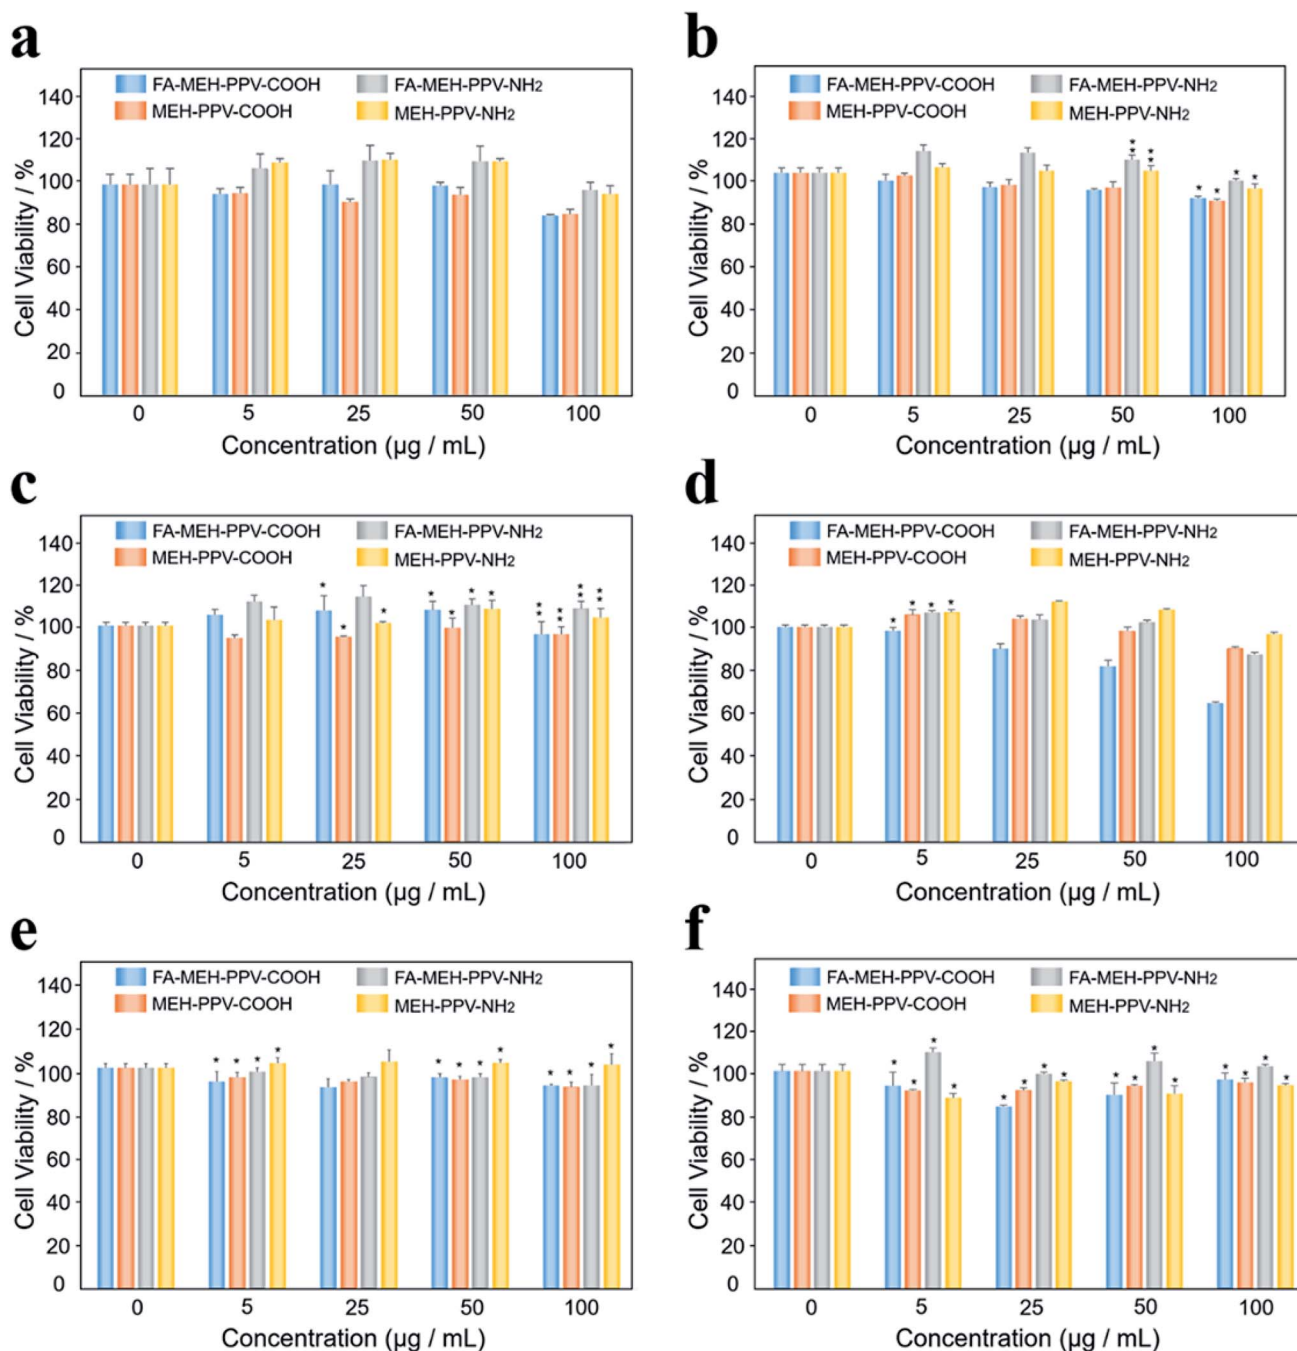 a
FA-MEH-PPV-COOH FA-MEH-PPV-NH2
MEH-PPV-COOH MEH-PPV-NH2
Cell Viability / %
140
120
100
80
60
40
20
0
0 5 25 50 100
Concentration (µg / mL)
b
FA-MEH-PPV-COOH FA-MEH-PPV-NH2
MEH-PPV-COOH MEH-PPV-NH2
Cell Viability / %
140
120
100
80
60
40
20
0
** **
* * * *
0 5 25 50 100
Concentration (µg / mL)
c
FA-MEH-PPV-COOH FA-MEH-PPV-NH2
MEH-PPV-COOH MEH-PPV-NH2
Cell Viability / %
140
120
100
80
60
40
20
0
* * *
* * * *
** ** ** **
0 5 25 50 100
Concentration (µg / mL)
d
FA-MEH-PPV-COOH FA-MEH-PPV-NH2
MEH-PPV-COOH MEH-PPV-NH2
Cell Viability / %
140
120
100
80
60
40
20
0
* * * *
0 5 25 50 100
Concentration (µg / mL)
e
FA-MEH-PPV-COOH FA-MEH-PPV-NH2
MEH-PPV-COOH MEH-PPV-NH2
Cell Viability / %
140
120
100
80
60
40
20
0
* * * *
* * * *
* * * *
0 5 25 50 100
Concentration (µg / mL)
f
FA-MEH-PPV-COOH FA-MEH-PPV-NH2
MEH-PPV-COOH MEH-PPV-NH2
Cell Viability / %
140
120
100
80
60
40
20
0
* * * *
* * * *
* * * *
* * * *
0 5 25 50 100
Concentration (µg / mL)